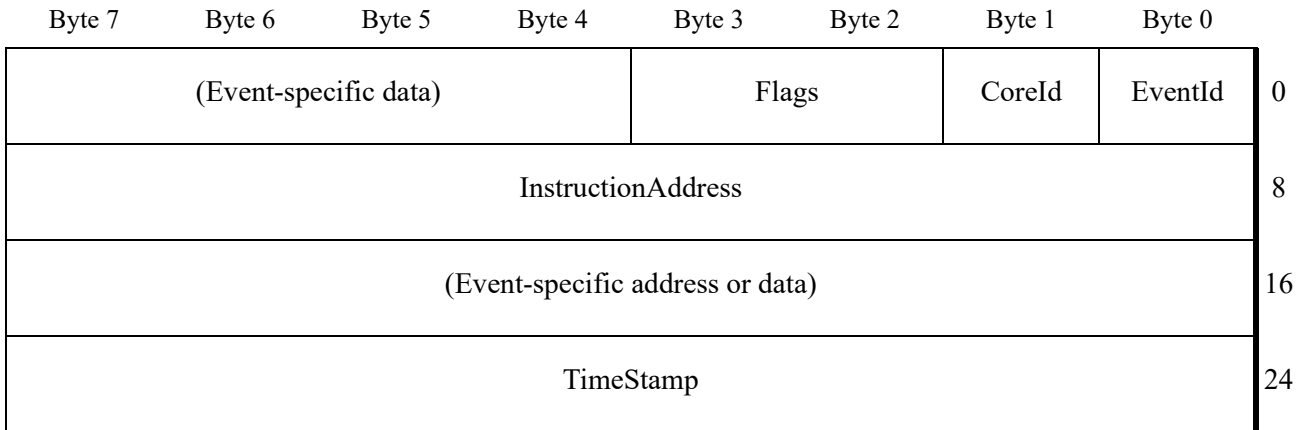 Byte 7 Byte 6 Byte 5 Byte 4 Byte 3 Byte 2 Byte 1 Byte 0
(Event-specific data) Flags CoreId EventId 0
InstructionAddress 8
(Event-specific address or data) 16
TimeStamp 24